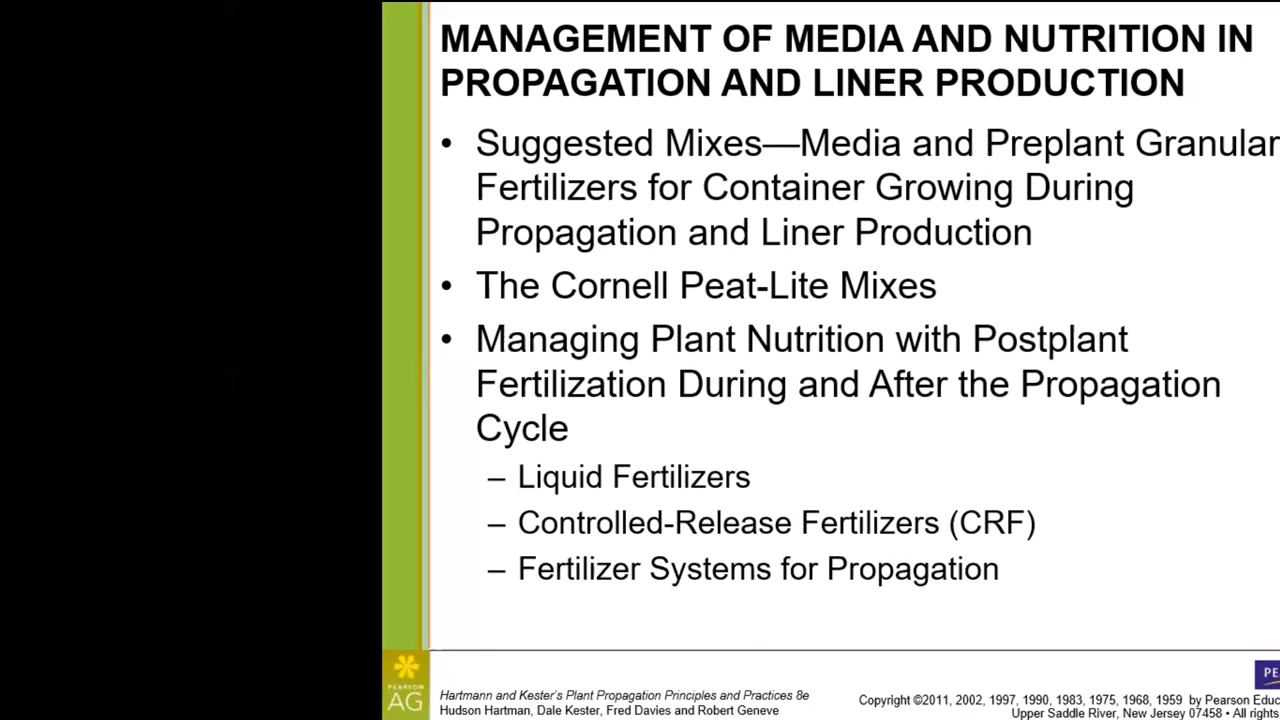 MANAGEMENT OF MEDIA AND NUTRITION IN
PROPAGATION AND LINER PRODUCTION
• Suggested Mixes—Media and Preplant Granular
Fertilizers for Container Growing During
Propagation and Liner Production
• The Cornell Peat-Lite Mixes
• Managing Plant Nutrition with Postplant
Fertilization During and After the Propagation
Cycle
– Liquid Fertilizers
– Controlled-Release Fertilizers (CRF)
– Fertilizer Systems for Propagation
PEARSON
AG
Hartmann and Kester's Plant Propagation Principles and Practices 8e
Hudson Hartman, Dale Kester, Fred Davies and Robert Geneve
PE
Copyright ©2011, 2002, 1997, 1990, 1983, 1975, 1968, 1959 by Pearson Educ
Upper Saddle River, New Jersey 07458 • All rights